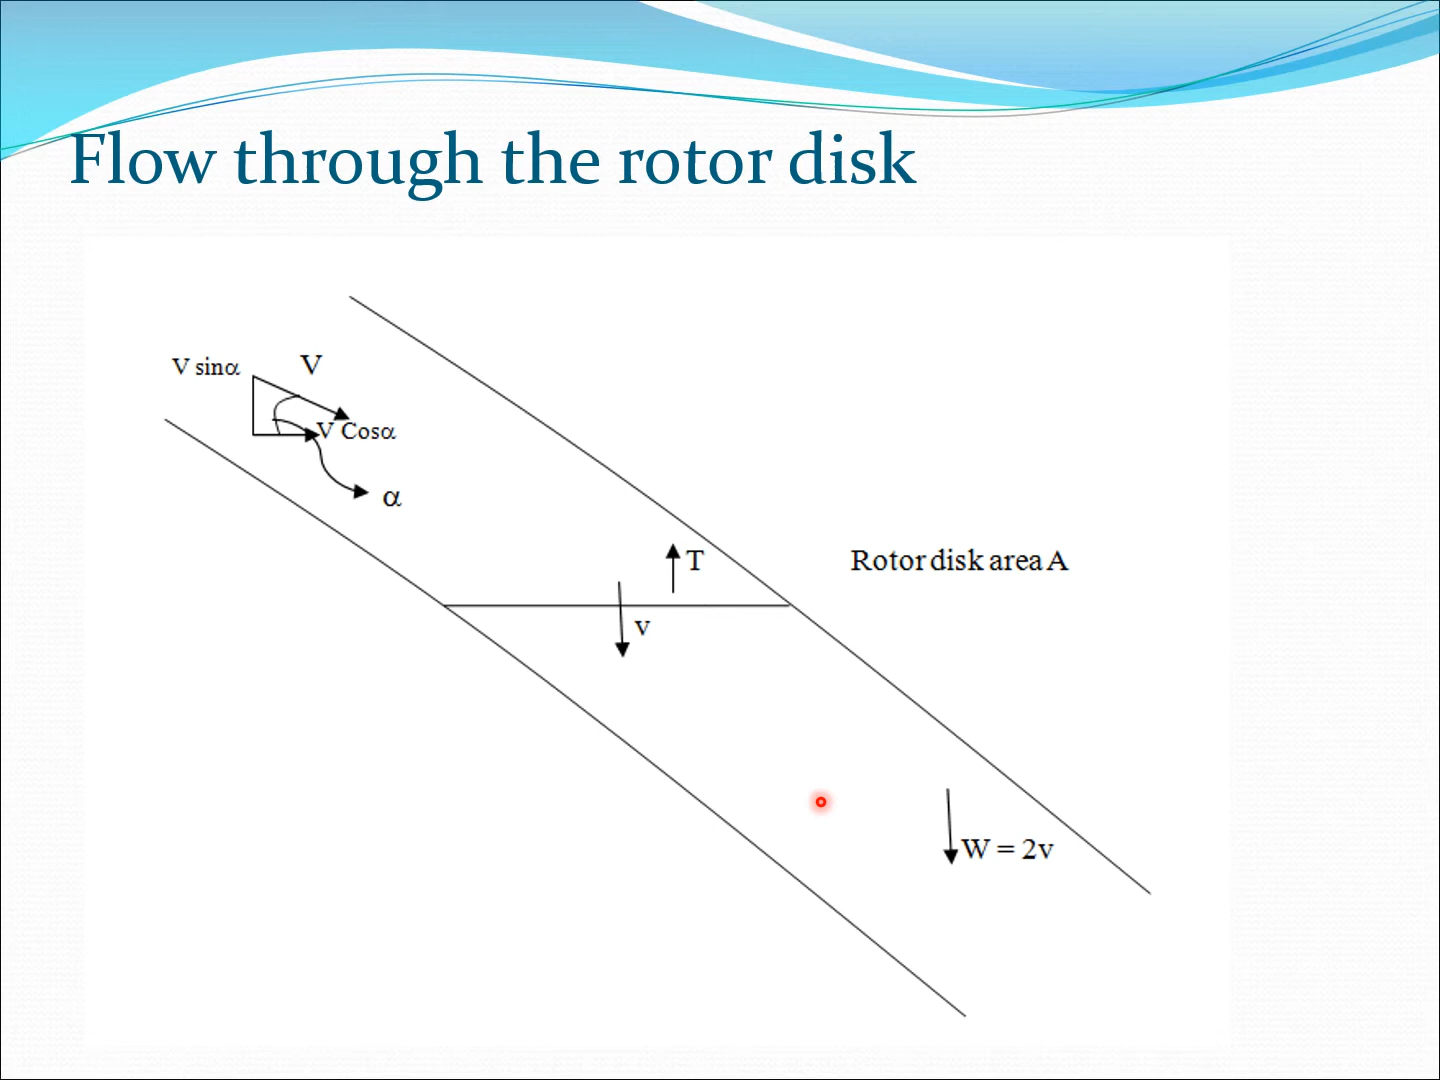 Flow through the rotor disk
V sinα
V
V Cosα
α
T
Rotor disk area A
v
W = 2v